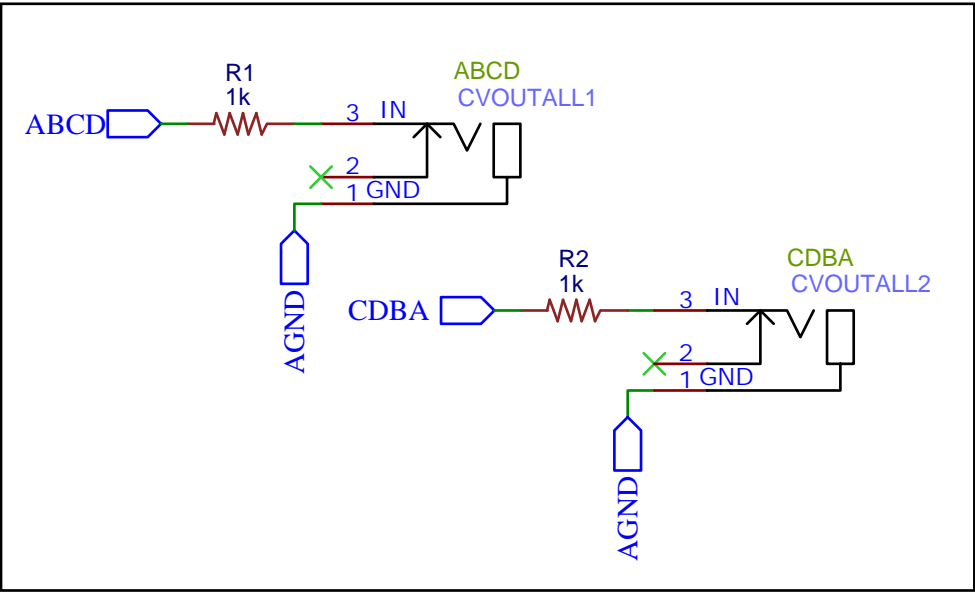 ABCD
R1
1k
3 IN
2
1 GND
ABCD
CVOUTALL1
AGND
CDBA
R2
1k
3 IN
2
1 GND
CDBA
CVOUTALL2
AGND